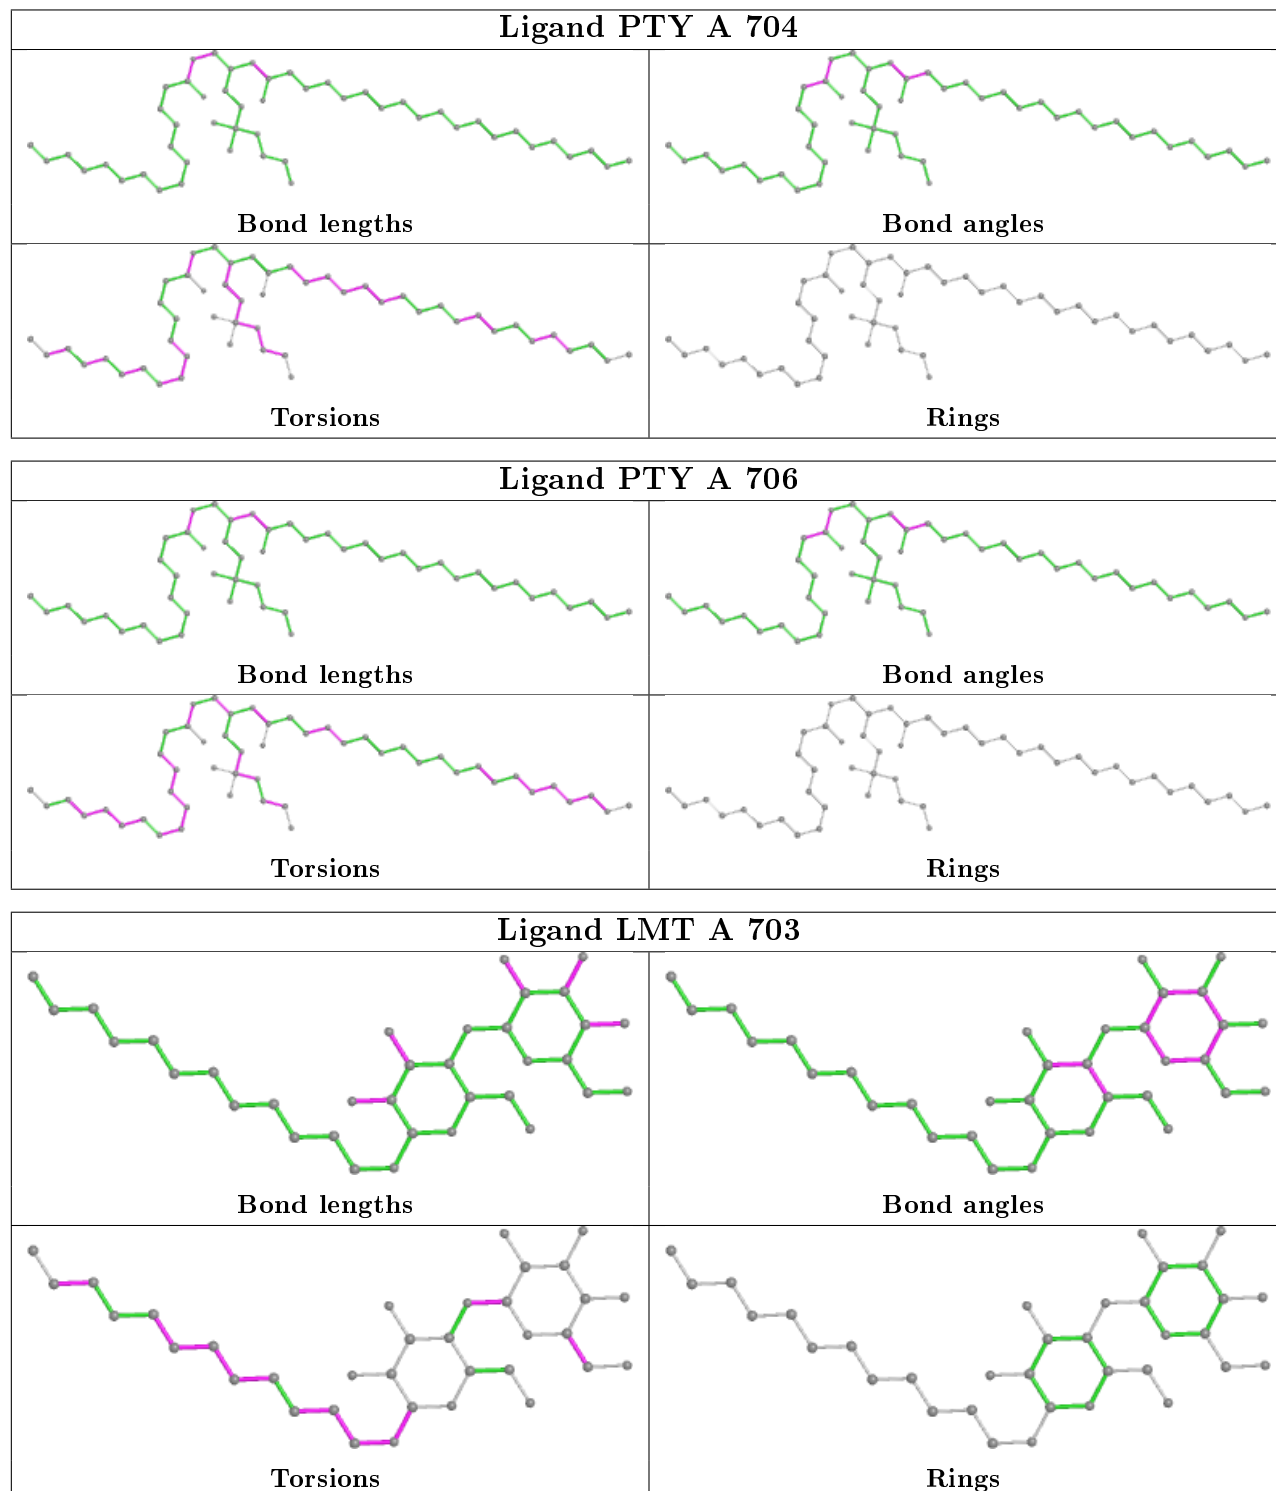 Ligand PTY A 704
Bond lengths
Bond angles
Torsions
Rings
Ligand PTY A 706
Bond lengths
Bond angles
Torsions
Rings
Ligand LMT A 703
Bond lengths
Bond angles
Torsions
Rings